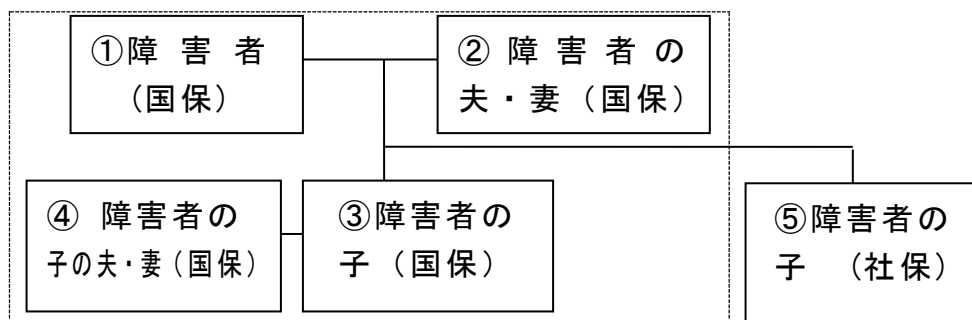 ①障害者
（国保）
②障害者の
夫・妻（国保）
④障害者の
子の夫・妻（国保）
③障害者の
子（国保）
⑤障害者の
子（社保）